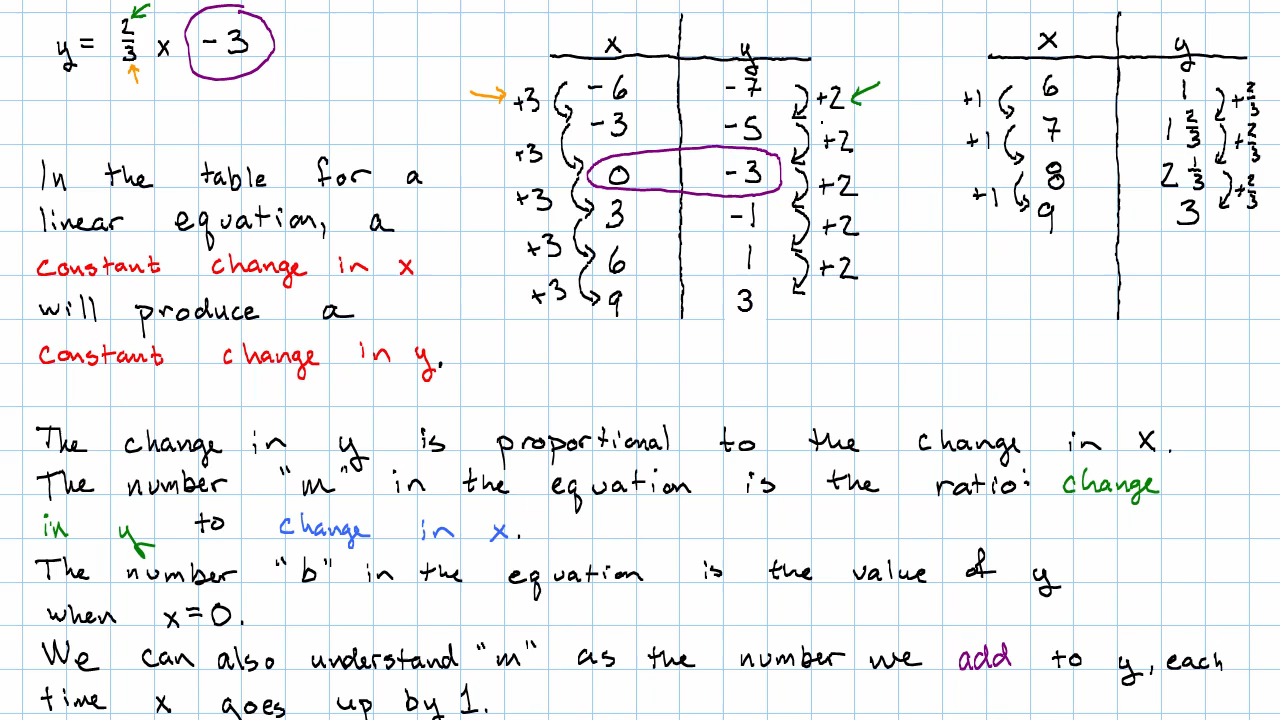 y = 2/3 x - 3
In the table for a
linear equation, a
constant change in x
will produce a
constant change in y.
x y
+3 -6 -7 +2
+3 -3 -5 +2
+3 0 -3 +2
+3 3 -1 +2
+3 6 1 +2
9 3
x y
+1 6 1 +2/3
+1 7 1 2/3 +2/3
+1 8 2 1/3 +2/3
9 3
The change in y is proportional to the change in x.
The number "m" in the equation is the ratio: change
in y to change in x.
The number "b" in the equation is the value of y
when x=0.
We can also understand "m" as the number we add to y, each
time x goes up by 1.